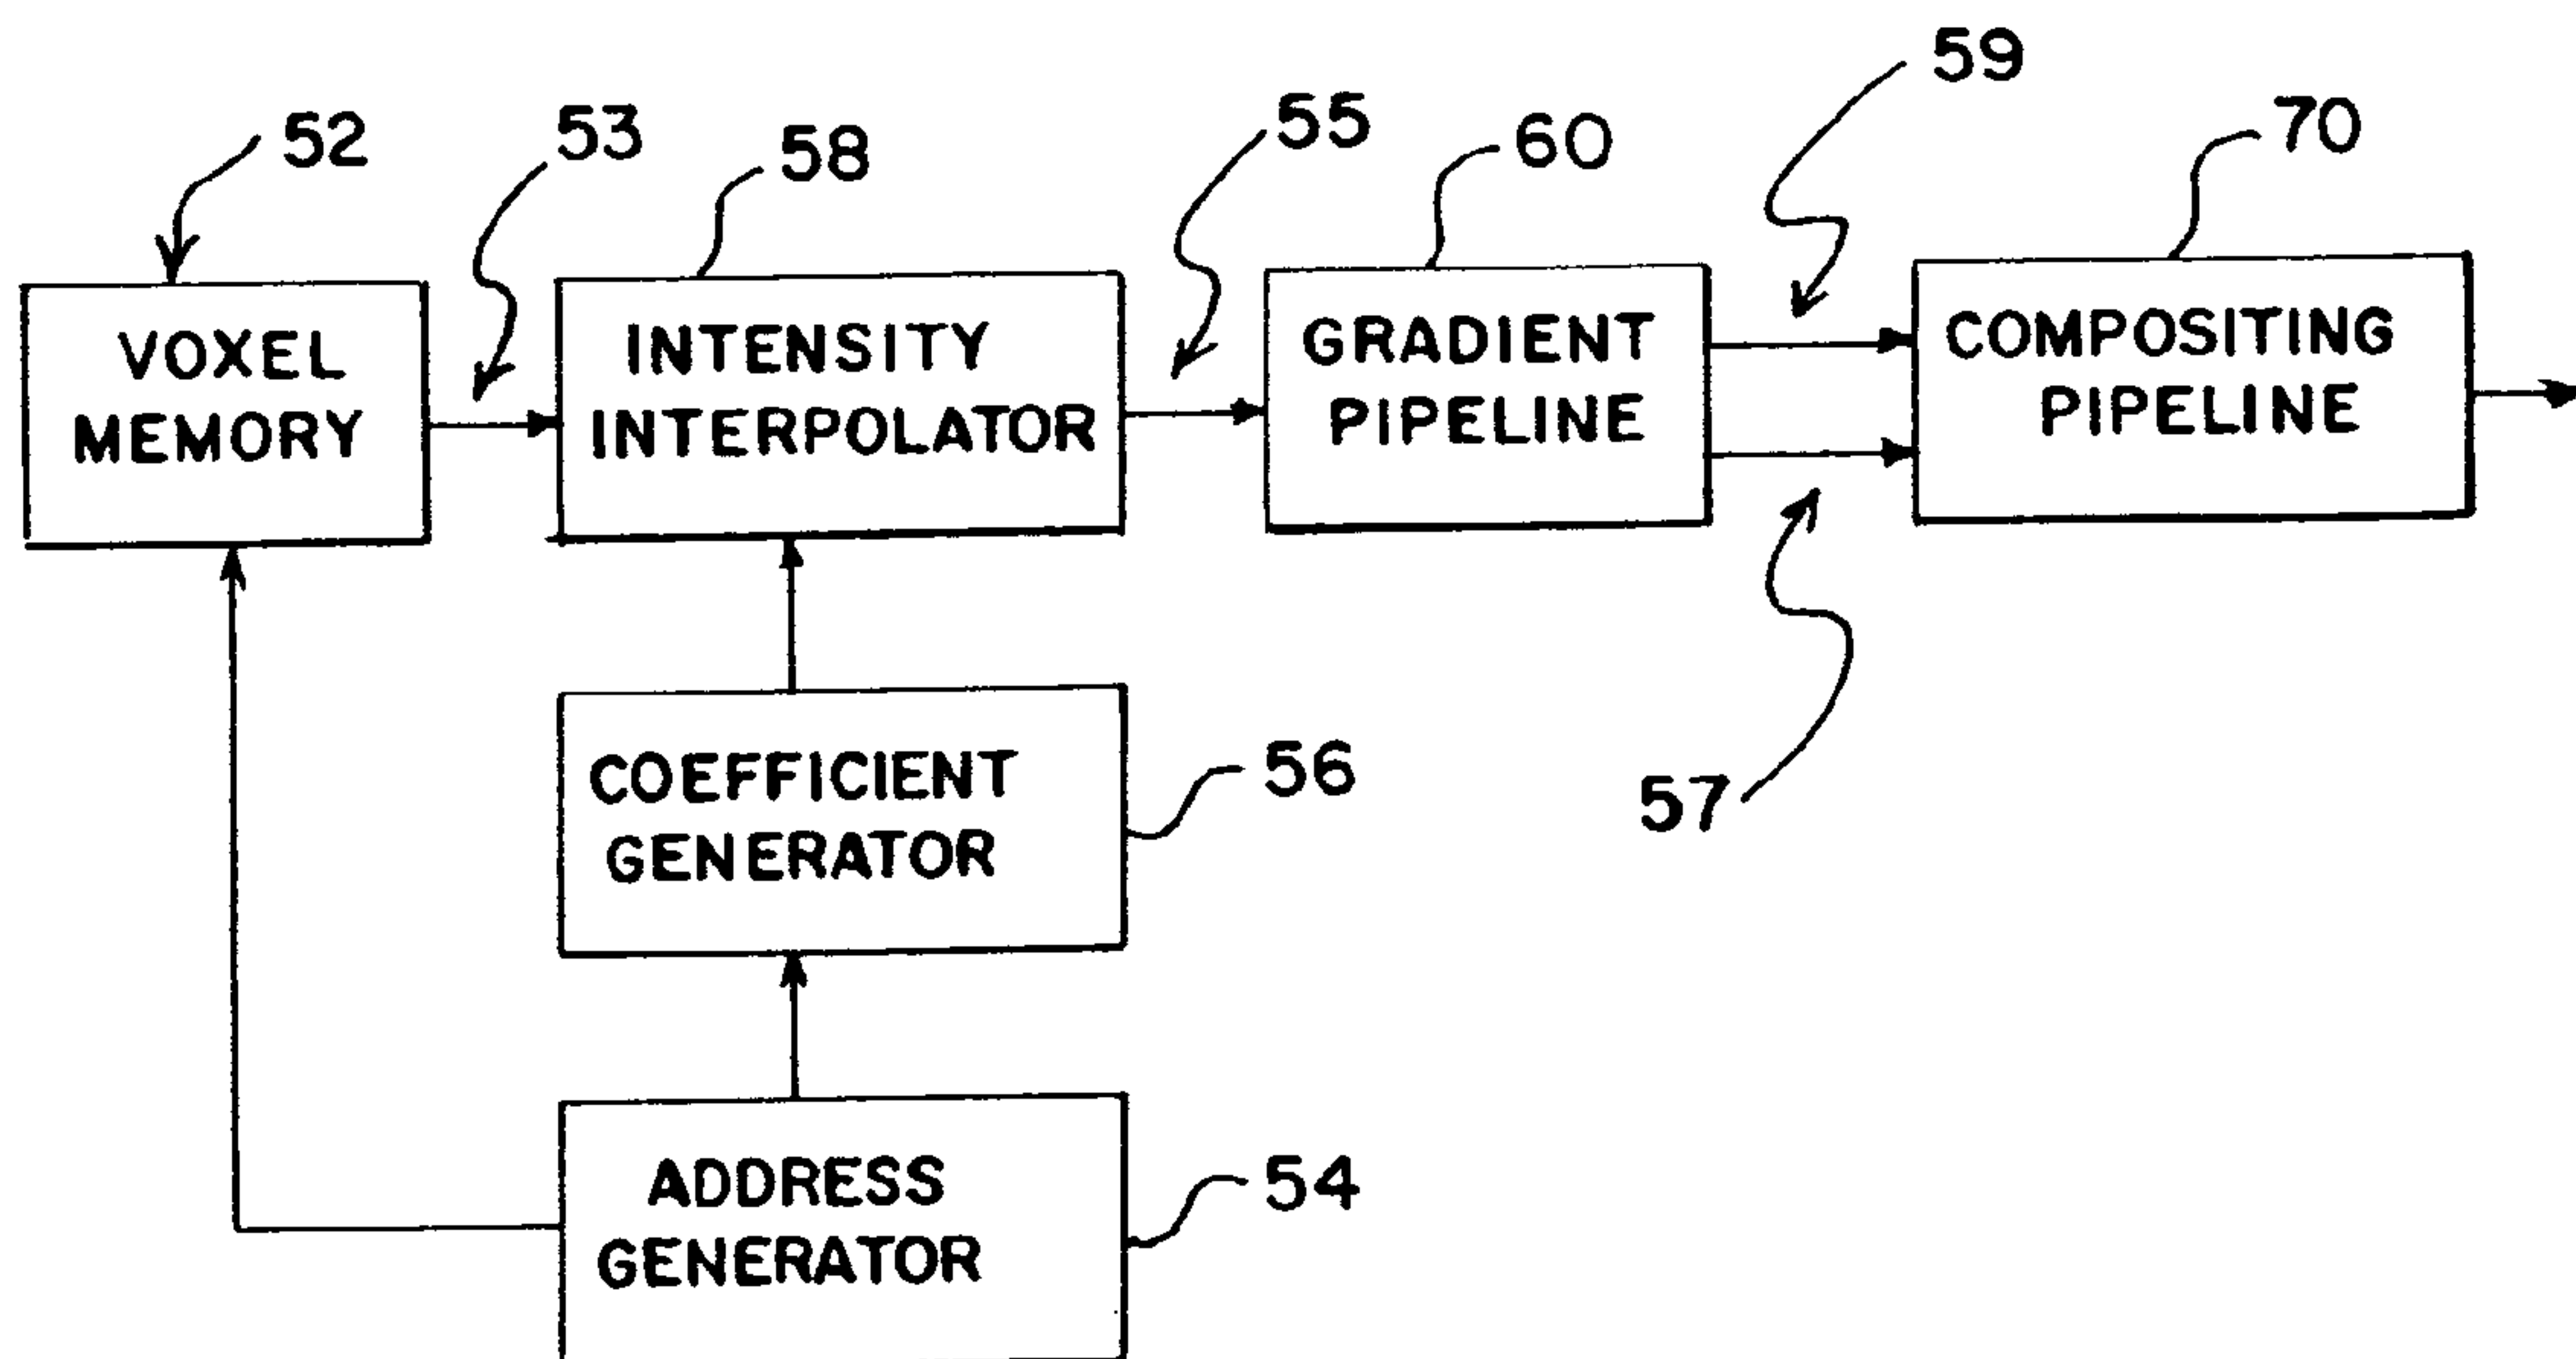 52
53
58
55
60
59
70
VOXEL
MEMORY
INTENSITY
INTERPOLATOR
GRADIENT
PIPELINE
COMPOSITING
PIPELINE
57
COEFFICIENT
GENERATOR
56
ADDRESS
GENERATOR
54